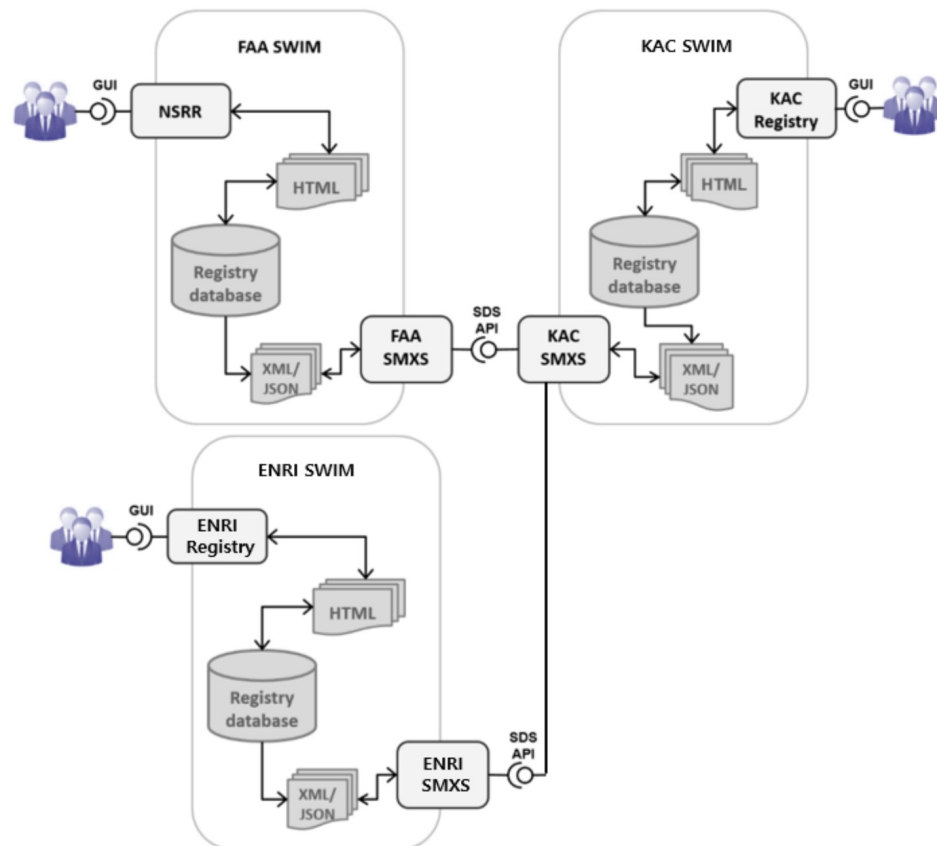 FAA SWIM
GUI
NSRR
HTML
Registry
database
XML/
JSON
FAA
SMXS
SDS
API
KAC SWIM
KAC
Registry
GUI
HTML
Registry
database
KAC
SMXS
XML/
JSON
ENRI SWIM
GUI
ENRI
Registry
HTML
Registry
database
XML/
JSON
ENRI
SMXS
SDS
API